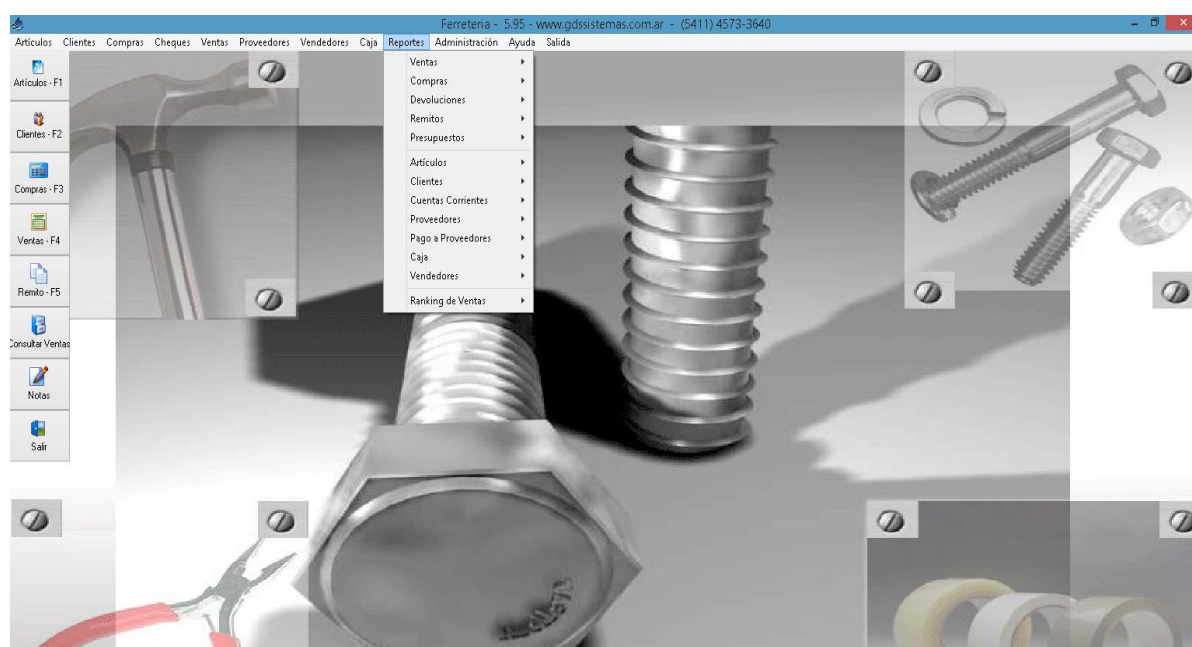 Ferreteria - 5.95 - www.gdssistemas.com.ar - (5411) 4573-3640
Artículos Clientes Compras Cheques Ventas Proveedores Vendedores Caja Reportes Administración Ayuda Salida
Artículos - F1
Clientes - F2
Compras - F3
Ventas - F4
Remito - F5
Consultar Ventas
Notas
Salir
Ventas
Compras
Devoluciones
Remitos
Presupuestos
Artículos
Clientes
Cuentas Corrientes
Proveedores
Pago a Proveedores
Caja
Vendedores
Ranking de Ventas